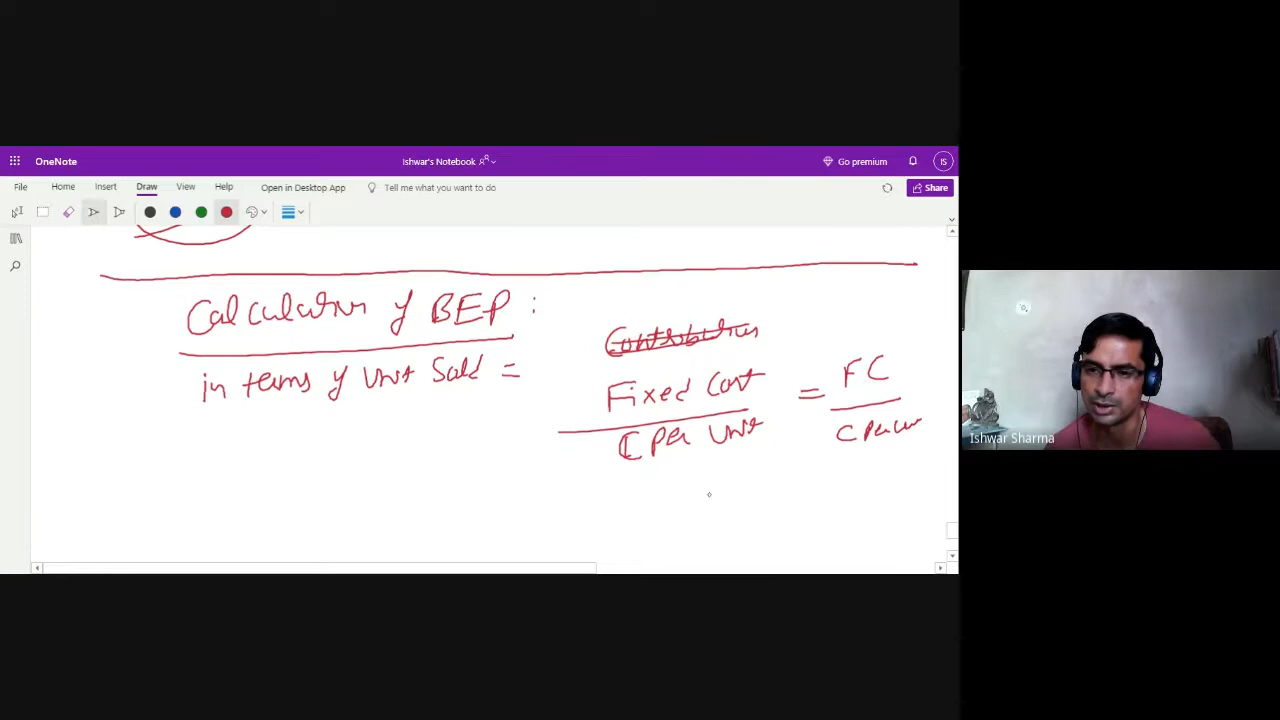 OneNote
Ishwar's Notebook
Go premium
IS
File Home Insert Draw View Help Open in Desktop App Tell me what you want to do
Share
Calculation of BEP :
in terms of Unit Sold =
Contribution
Fixed Cost
C Per Unit
= FC
C Per un
Ishwar Sharma